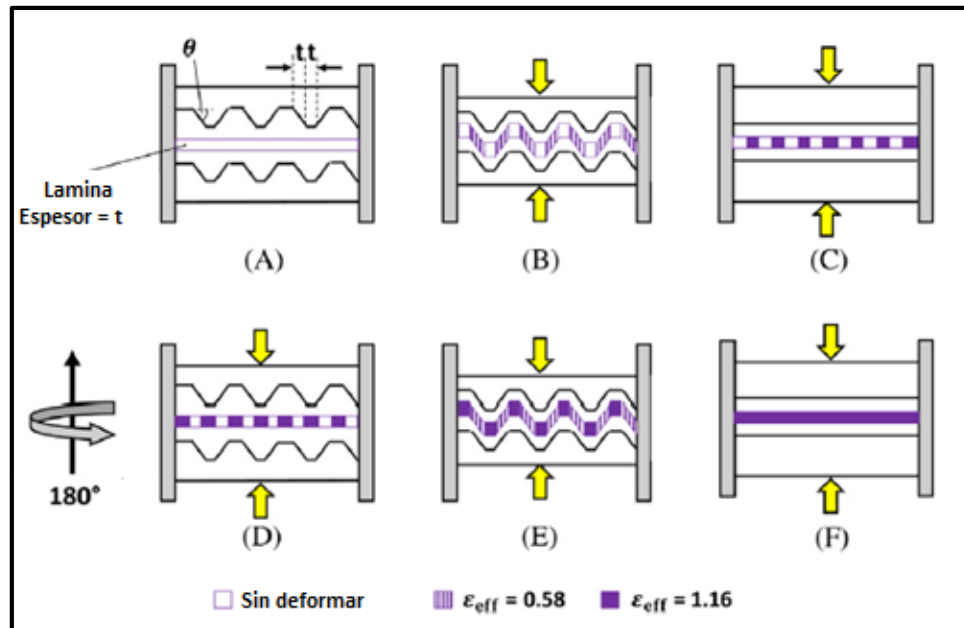 θ
t t
Lamina
Espesor = t
(A)
(B)
(C)
180°
(D)
(E)
(F)
Sin deformar
εeff = 0.58
εeff = 1.16